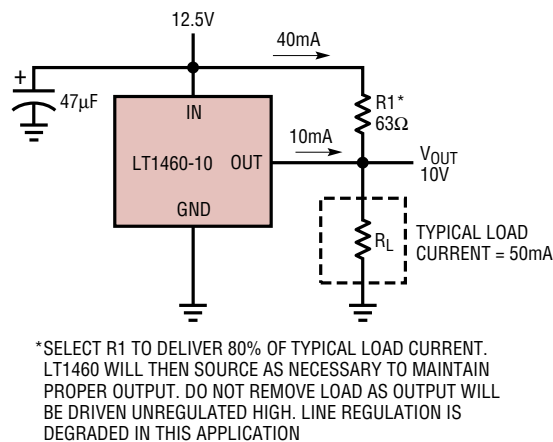 12.5V
40mA
+
47µF
R1*
63Ω
IN
10mA
LT1460-10 OUT
VOUT
10V
GND
RL
TYPICAL LOAD
CURRENT = 50mA
*SELECT R1 TO DELIVER 80% OF TYPICAL LOAD CURRENT.
LT1460 WILL THEN SOURCE AS NECESSARY TO MAINTAIN
PROPER OUTPUT. DO NOT REMOVE LOAD AS OUTPUT WILL
BE DRIVEN UNREGULATED HIGH. LINE REGULATION IS
DEGRADED IN THIS APPLICATION